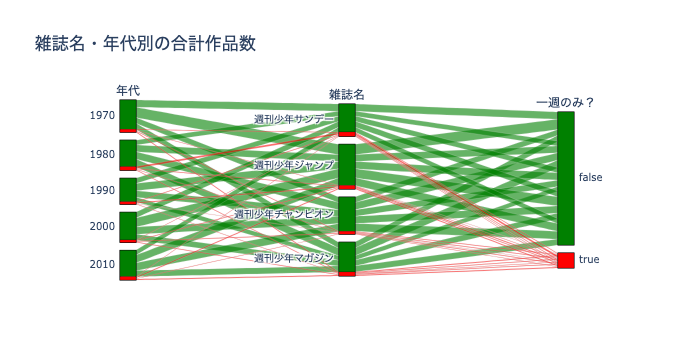 雑誌名・年代別の合計作品数
年代
雑誌名
一週のみ？
1970
1980
1990
2000
2010
週刊少年サンデー
週刊少年ジャンプ
週刊少年チャンピオン
週刊少年マガジン
false
true